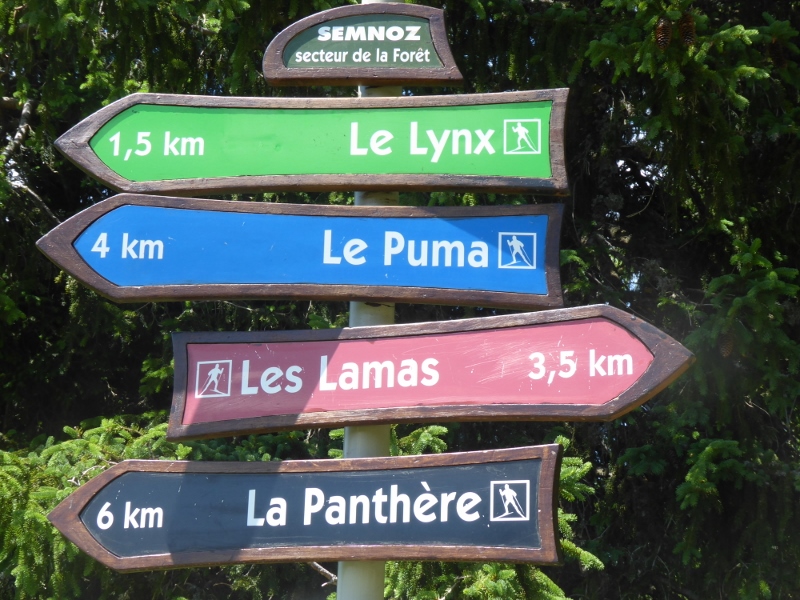 SEMNOZ
secteur de la Forêt
1,5 km Le Lynx
4 km Le Puma
Les Lamas 3,5 km
6 km La Panthère